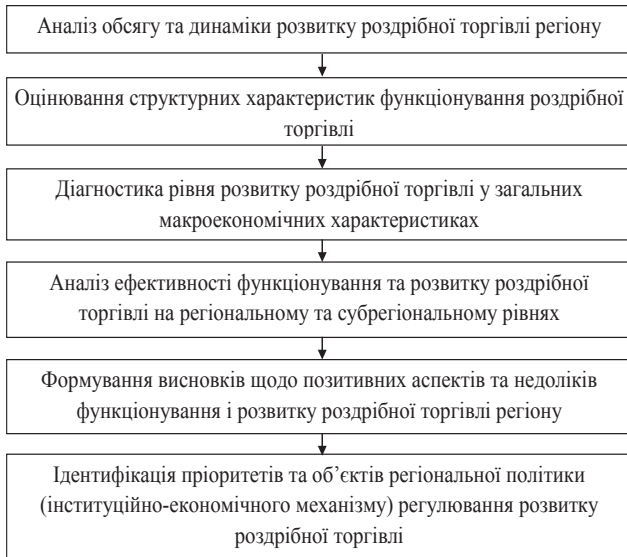 Аналіз обсягу та динаміки розвитку роздрібної торгівлі регіону
Оцінювання структурних характеристик функціонування роздрібної
торгівлі
Діагностика рівня розвитку роздрібної торгівлі у загальних
макроекономічних характеристиках
Аналіз ефективності функціонування та розвитку роздрібної
торгівлі на регіональному та субрегіональному рівнях
Формування висновків щодо позитивних аспектів та недоліків
функціонування і розвитку роздрібної торгівлі регіону
Ідентифікація пріоритетів та об’єктів регіональної політики
(інституційно-економічного механізму) регулювання розвитку
роздрібної торгівлі